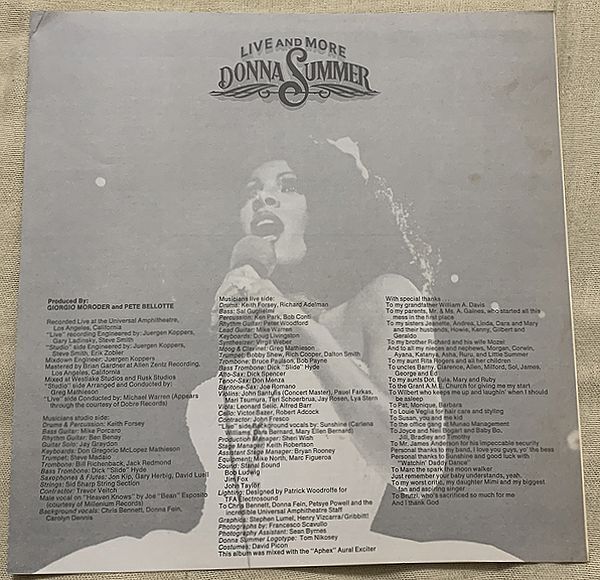 LIVE AND MORE
DONNA SUMMER
Produced By:
GIORGIO MORODER and PETE BELLOTTE
Recorded Live at the Universal Amphitheatre,
Los Angeles, California
"Live" recording Engineered by: Juergen Koppers,
Gary Ladinsky, Steve Smith
"Studio" side Engineered by: Juergen Koppers,
Steve Smith, Erik Zobler
Mixdown Engineer: Juergen Koppers
Mastered by Brian Gardner at Allen Zentz Recording,
Los Angeles, California
Mixed at Westlake Studios and Rusk Studios
"Studio" side Arranged and Conducted by:
Greg Mathieson
"Live" side Conducted by: Michael Warren (Appears
through the courtesy of Dobre Records)
Musicians studio side:
Drums & Percussion: Keith Forsey
Bass Guitar: Mike Porcaro
Rhythm Guitar: Ben Benay
Guitar Solo: Jay Graydon
Keyboards: Don Gregorio McLopez Mathieson
Trumpet: Steve Madaio
Trombone: Bill Richenback, Jack Redmond
Bass Trombone: Dick "Slide" Hyde
Saxophones & Flutes: Jon Kip, Gary Herbig, David Luell
Strings: Sid Sharp String Section
Contractor: Trevor Veitch
Male vocal on "Heaven Knows" by Joe "Bean" Esposito
(courtesy of Millenium Records)
Background vocals: Chris Bennett, Donna Fein,
Carolyn Dennis
Musicians live side:
Drums: Keith Forsey, Richard Adelman
Bass: Sal Guglielmi
Percussion: Ken Park, Bob Conti
Rhythm Guitar: Peter Woodford
Lead Guitar: Mike Warren
Keyboards: Doug Livingston
Synthesizer: Virgil Weber
Moog & Clavinet: Greg Mathieson
Trumpet: Bobby Shew, Rich Cooper, Dalton Smith
Trombone: Bruce Paulson, Bob Payne
Bass Trombone: Dick "Slide" Hyde
Alto-Sax: Dick Spencer
Tenor-Sax: Don Menza
Baritone-Sax: Joe Romano
Violins: John Santulis (Concert Master), Pavel Farkas,
Mari Tsumura, Teri Schoebrua, Jay Rosen, Lya Stern
Viola: Leonard Selic, Alfred Barr
Cello: Victor Bazer, Robert Adcock
Contractor: John Fresco
"Live" side Background vocals by: Sunshine (Carlena
Williams, Dara Bernard, Mary Ellen Bernard)
Production Manager: Sheri Wish
Stage Manager: Keith Robertson
Assistant Stage Manager: Bryan Rooney
Equipment: Mike North, Marc Figueroa
Sound: Stanal Sound
Bob Ludwig
Jim Fox
John Taylor
Lighting: Designed by Patrick Woodroffe for
TFA Electrosound
To Chris Bennett, Donna Fein, Petsye Powell and the
incredible Universal Amphitheatre Staff
Graphics: Stephen Lumel, Henry Vizcarra/Gribbitt!
Photographs by: Francesco Scavullo
Photography Assistant: Sean Byrnes
Donna Summer Logotype: Tom Nikosey
Costumes: David Picon
This album was mixed with the "Aphex" Aural Exciter
With special thanks . . .
To my grandfather William A. Davis
To my parents, Mr. & Ms. A. Gaines, who started all this
mess in the first place
To my sisters Jeanette, Andrea, Linda, Dara and Mary
and their husbands, Howie, Kenny, Gilbert and
Geraldo
To my brother Richard and his wife Mozel
And to all my nieces and nephews, Morgan, Corwin,
Ayana, Katanya, Asha, Ruru, and Little Summer
To my aunt Rita Rigers and all her children
To uncles Barry, Clarence, Allen, Milford, Sol, James,
George and Ed
To my aunts Dot, Eula, Mary and Ruby
To the Grant A.M.E. Church for giving me my start
To Wilbert who keeps me up and laughin' when I should
be asleep
To Pat, Monique, Barbara
To Louie Veglia for hair care and styling
To Susan, you and me kid
To the office gang at Munao Management
To Joyce and Neil Bogart and Baby Bo,
Jill, Bradley and Timothy
To Mr. James Anderson for his impeccable security
Personal thanks to my band, I love you guys, yo' the bess
Personal thanks to Sunshine and good luck with
"Watchin' Daddy Dance"
To Marc the spark the moon walker
Just remember your baby understands, yeah.
To my worst critic, my daughter Mimi and my biggest
fan and ascuting singer
To Brutzi, who's sacrificed so much for me
And I thank God